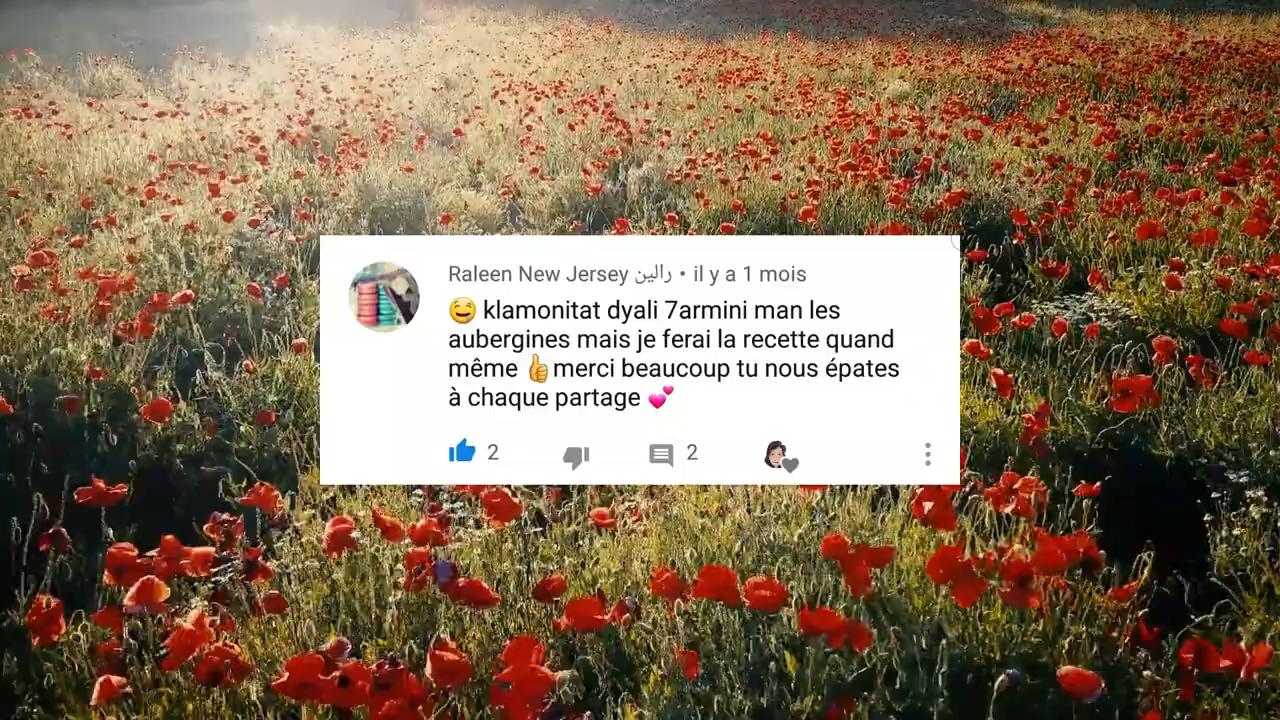 Raleen New Jersey رالين • il y a 1 mois
😄 klamonitat dyali 7armini man les
aubergines mais je ferai la recette quand
même 👍merci beaucoup tu nous épates
à chaque partage 💕
2 2